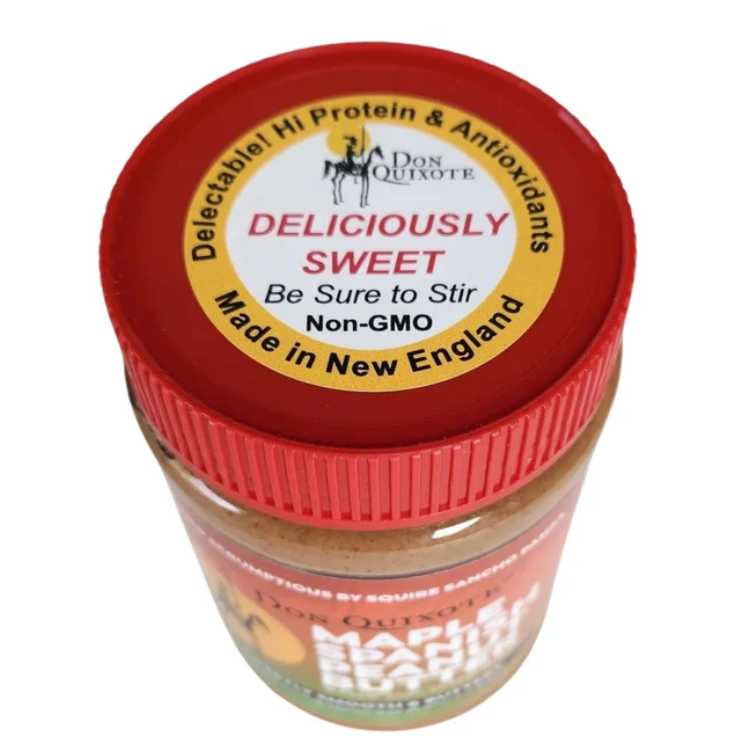 Delectable! Hi Protein & Antioxidants
DON
QUIXOTE
DELICIOUSLY
SWEET
Be Sure to Stir
Non-GMO
Made in New England
SCRUMPTIOUS BY SQUIRE SANCHO
DON QUIXOTE
MAPLE
SPANISH
PEANUT
BUTTER
SMOOTH